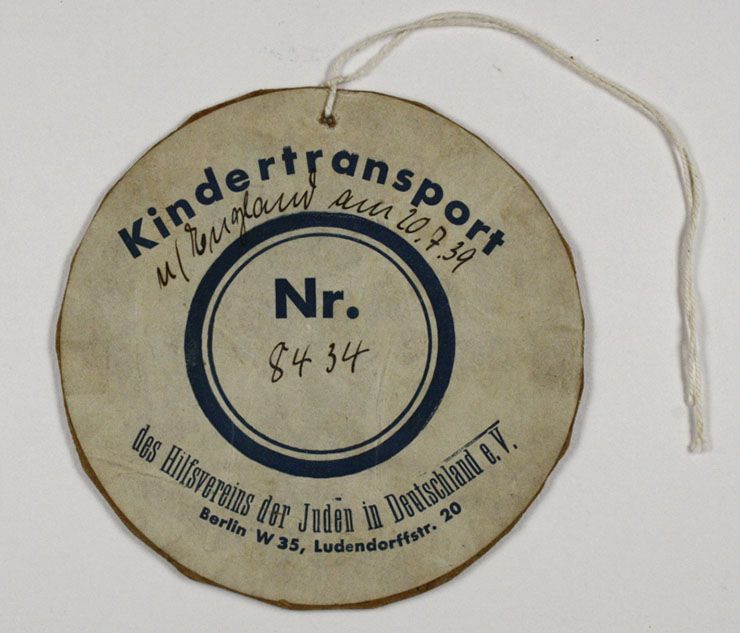 Kindertransport
n/England am 20.7.39
Nr.
8434
des Hilfsvereins der Juden in Deutschland e.V.
Berlin W 35, Ludendorffstr. 20